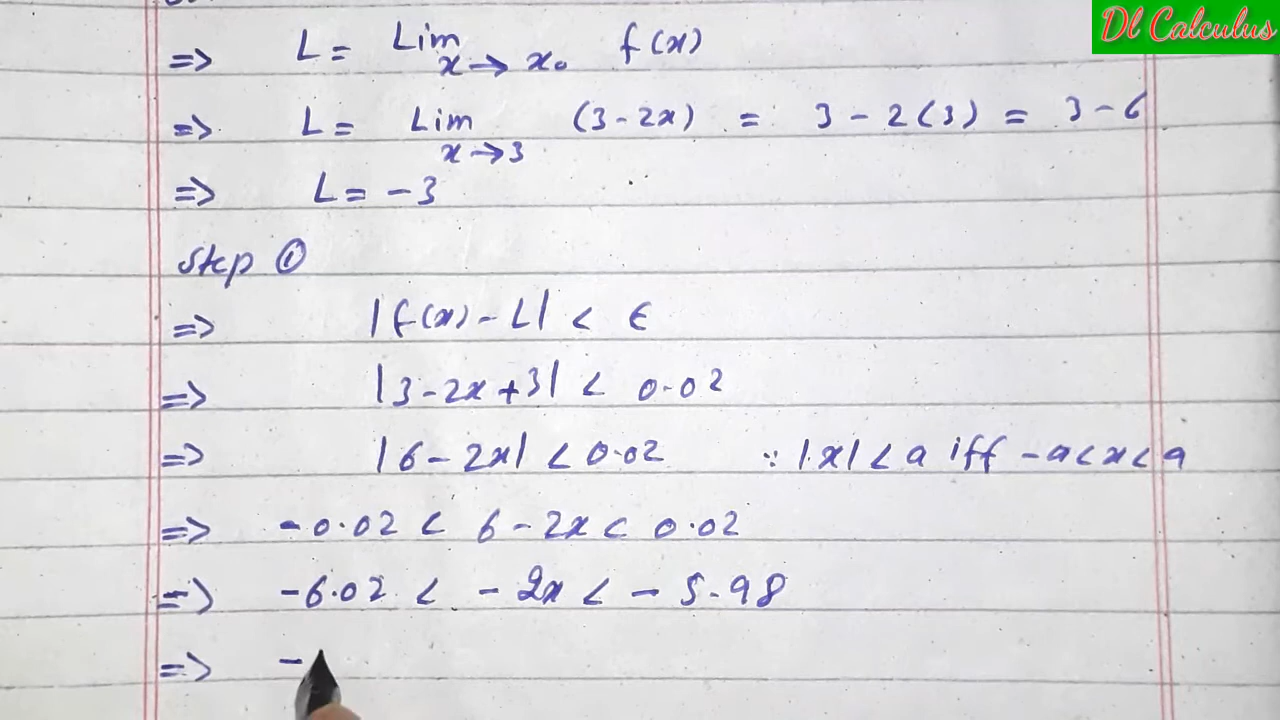 Dl Calculus
=> L = Lim x→x₀ f(x)
=> L = Lim x→3 (3-2x) = 3-2(3) = 3-6
=> L = -3
Step ①
=> |f(x) - L| < ϵ
=> |3-2x+3| < 0.02
=> |6-2x| < 0.02 ∵ |x| < a iff -a<x<a
=> -0.02 < 6-2x < 0.02
=> -6.02 < -2x < -5.98
=> -